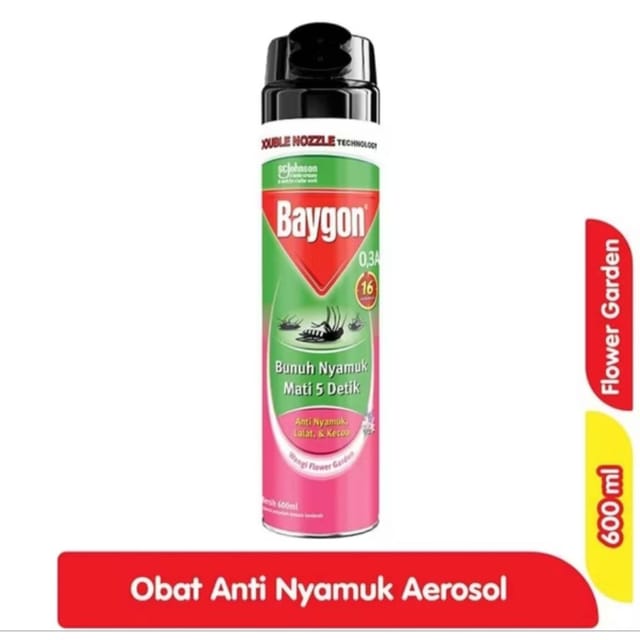 DOUBLE NOZZLE TECHNOLOGY
SC Johnson
Baygon®
0,3A
16
Bunuh Nyamuk
Mati 5 Detik
Anti Nyamuk,
Lalat, & Kecoa
Wangi Flower Garden
600ml
Flower Garden
600 ml
Obat Anti Nyamuk Aerosol